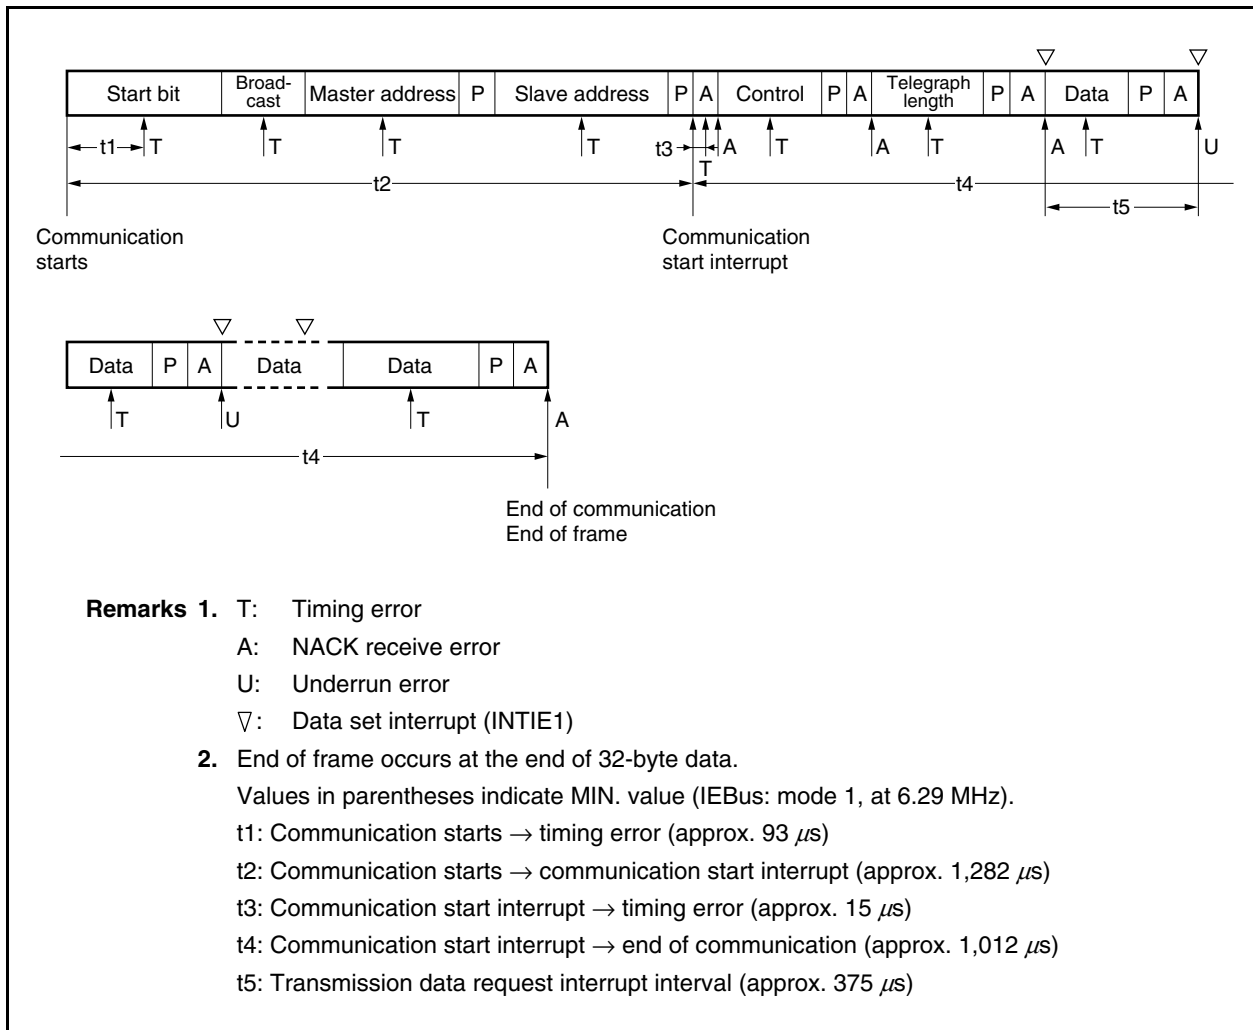 ▽ ▽
Start bit Broad-cast Master address P Slave address P A Control P A Telegraph length P A Data P A
t1 T T T T t3 T A T A T A T U
t2 t4
t5
Communication
starts
Communication
start interrupt
▽ ▽
Data P A Data Data P A
T U T A
t4
End of communication
End of frame
Remarks 1. T: Timing error
A: NACK receive error
U: Underrun error
▽: Data set interrupt (INTIE1)
2. End of frame occurs at the end of 32-byte data.
Values in parentheses indicate MIN. value (IEBus: mode 1, at 6.29 MHz).
t1: Communication starts → timing error (approx. 93 μs)
t2: Communication starts → communication start interrupt (approx. 1,282 μs)
t3: Communication start interrupt → timing error (approx. 15 μs)
t4: Communication start interrupt → end of communication (approx. 1,012 μs)
t5: Transmission data request interrupt interval (approx. 375 μs)